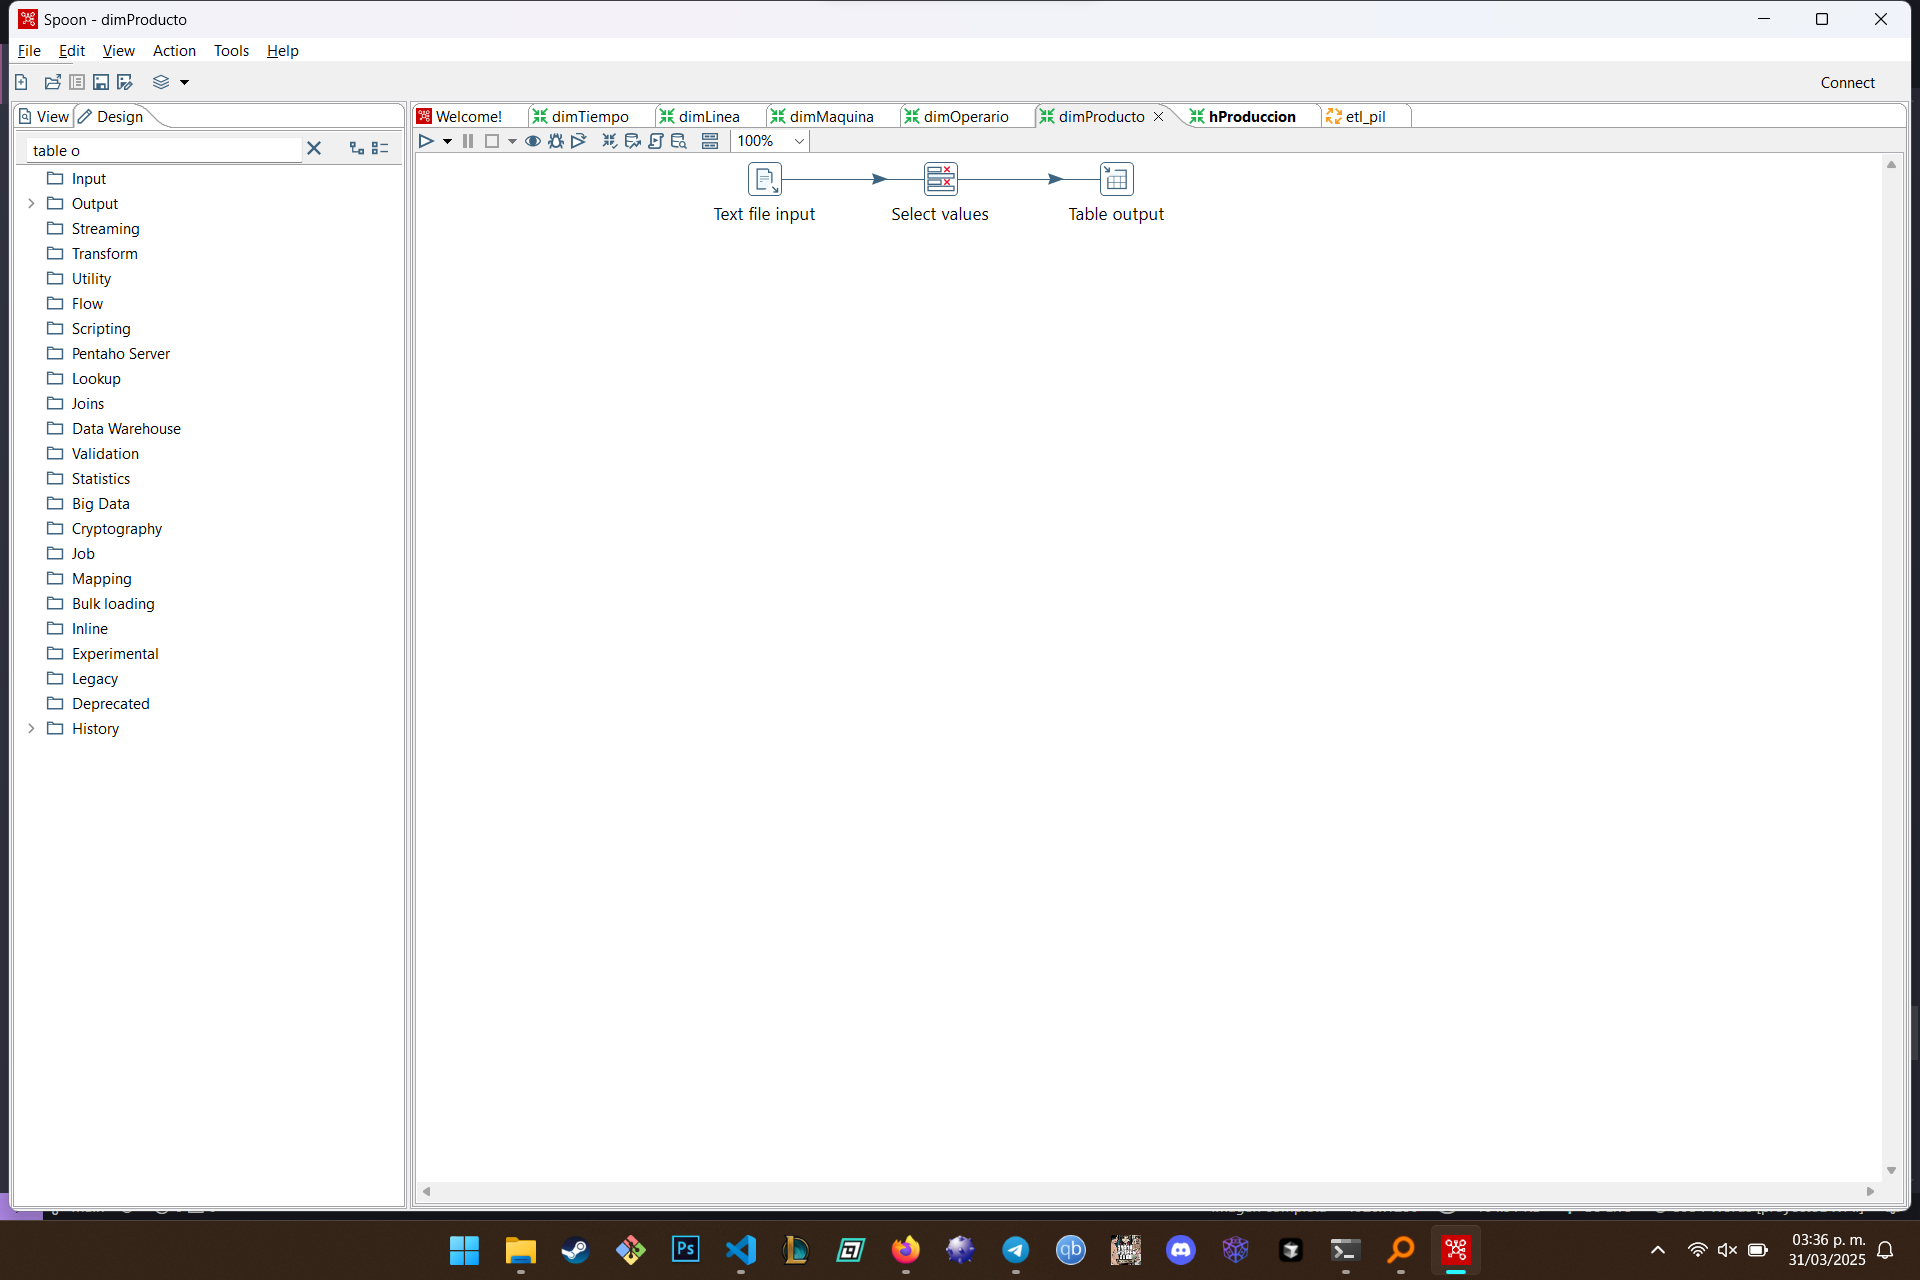 Spoon - dimProducto
File Edit View Action Tools Help
Connect
View Design
Welcome! dimTiempo dimLinea dimMaquina dimOperario dimProducto hProduccion etl_pil
table o
100%
Input
Output
Streaming
Transform
Utility
Flow
Scripting
Pentaho Server
Lookup
Joins
Data Warehouse
Validation
Statistics
Big Data
Cryptography
Job
Mapping
Bulk loading
Inline
Experimental
Legacy
Deprecated
History
Text file input Select values Table output
Ps
qb
03:36 p. m.
31/03/2025